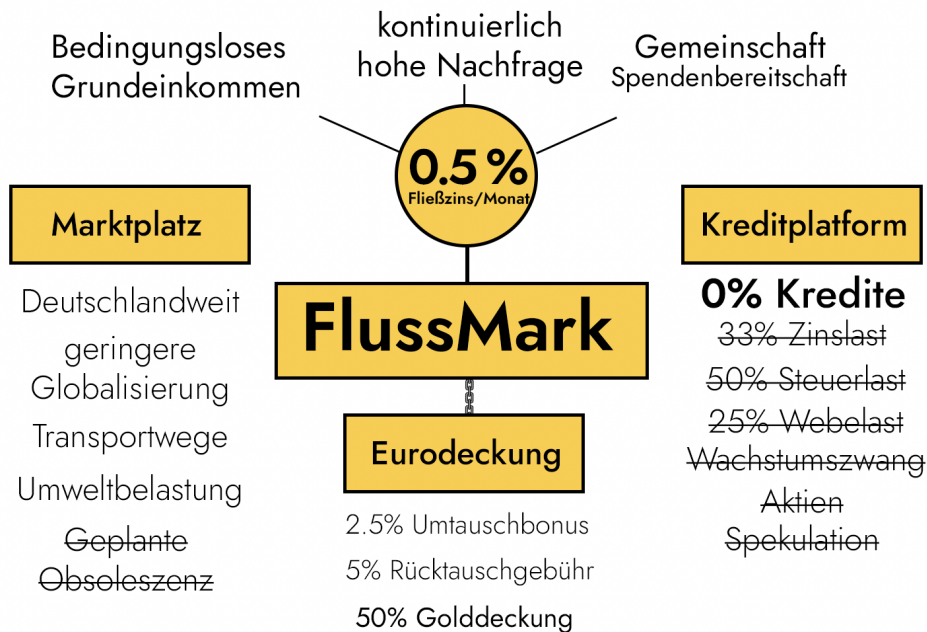 Bedingungsloses
Grundeinkommen
kontinuierlich
hohe Nachfrage
Gemeinschaft
Spendenbereitschaft
0.5 %
Fließzins/Monat
Marktplatz
Deutschlandweit
geringere
Globalisierung
Transportwege
Umweltbelastung
Geplante
Obsoleszenz
FlussMark
Eurodeckung
2.5% Umtauschbonus
5% Rücktauschgebühr
50% Golddeckung
Kreditplatform
0% Kredite
33% Zinslast
50% Steuerlast
25% Webelast
Wachstumszwang
Aktien
Spekulation